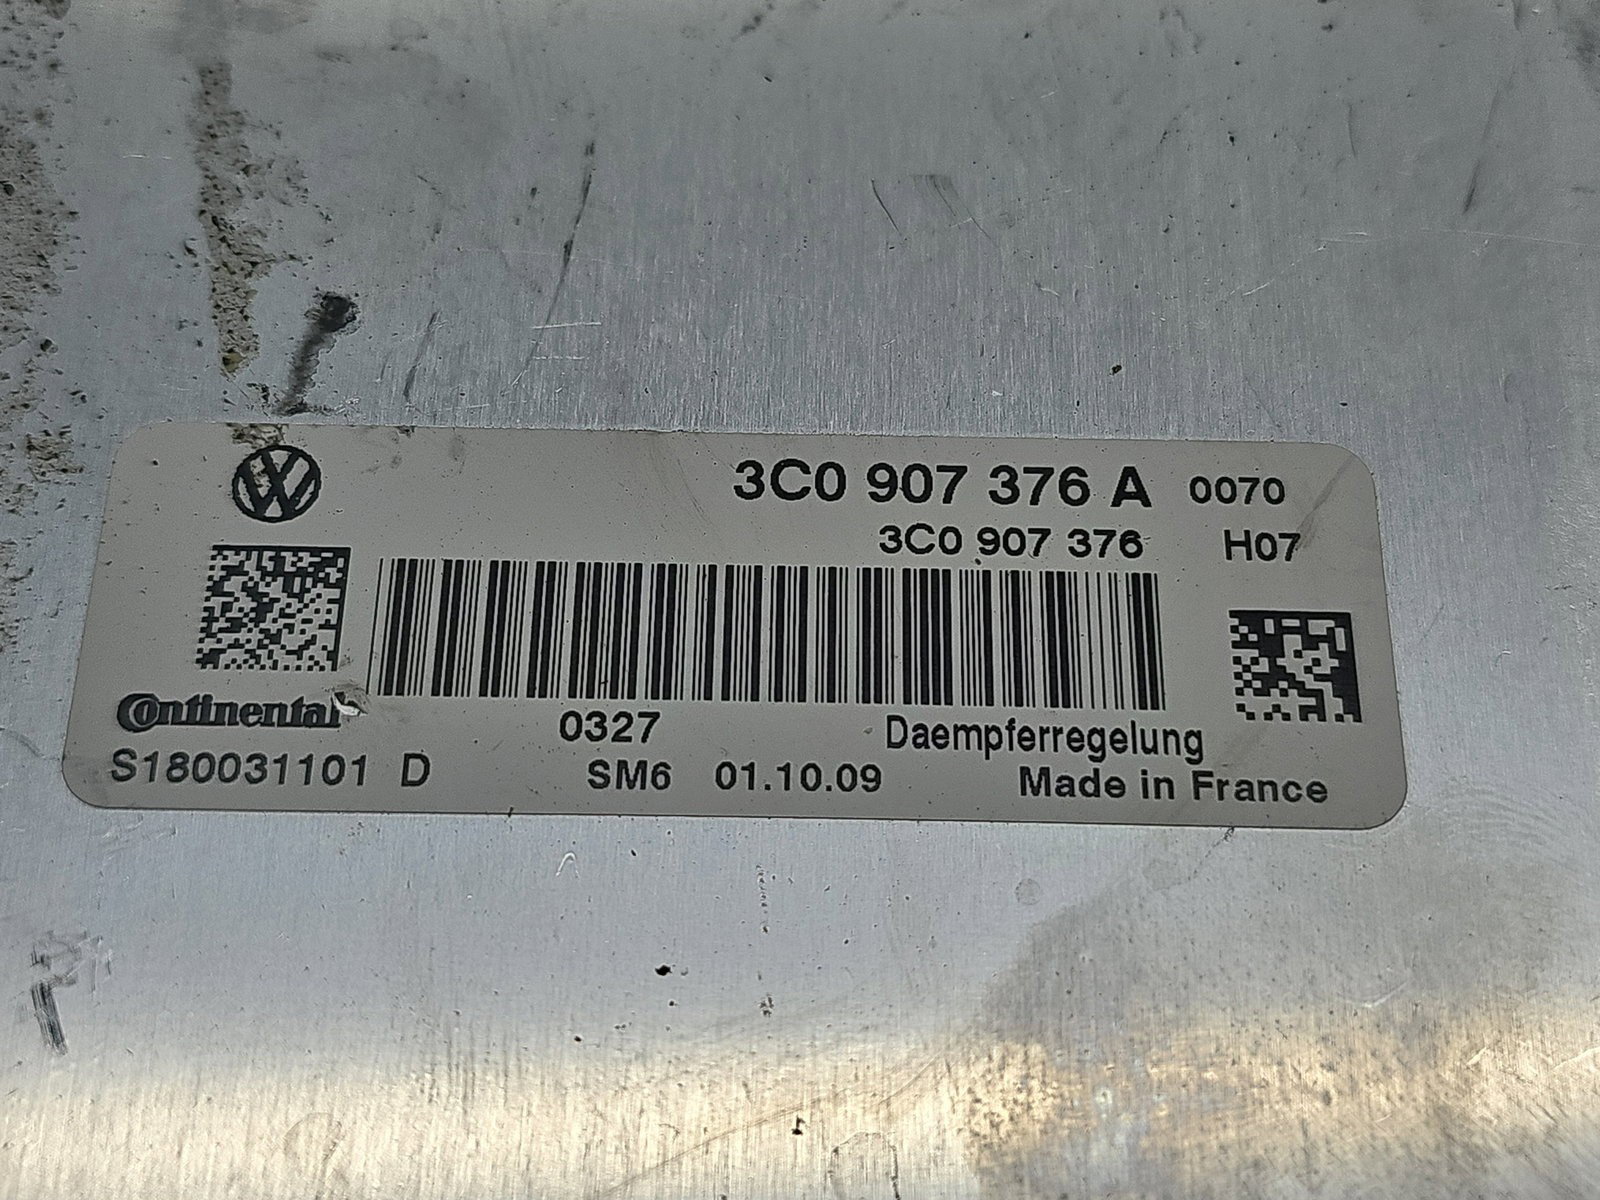 3C0 907 376 A 0070
3C0 907 376 H07
Continental
0327 Daempferregelung
S180031101 D SM6 01.10.09 Made in France